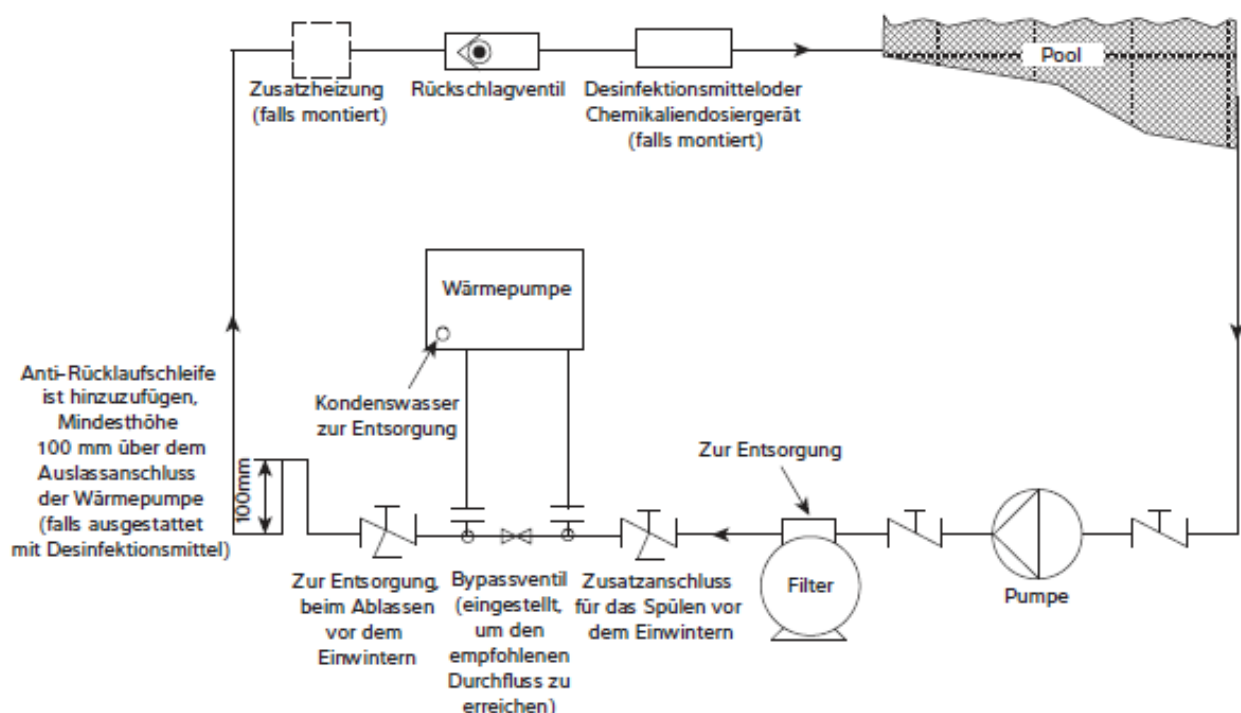 Pool
Zusatzheizung
(falls montiert)
Rückschlagventil
Desinfektionsmitteloder
Chemikaliendosiergerät
(falls montiert)
Wärmepumpe
Kondenswasser
zur Entsorgung
Anti-Rücklaufschleife
ist hinzuzufügen,
Mindesthöhe
100 mm über dem
Auslassanschluss
der Wärmepumpe
(falls ausgestattet
mit Desinfektionsmittel)
100mm
Zur Entsorgung
Zur Entsorgung,
beim Ablassen
vor dem
Einwintern
Bypassventil
(eingestellt,
um den
empfohlenen
Durchfluss zu
erreichen)
Zusatzanschluss
für das Spülen vor
dem Einwintern
Filter
Pumpe